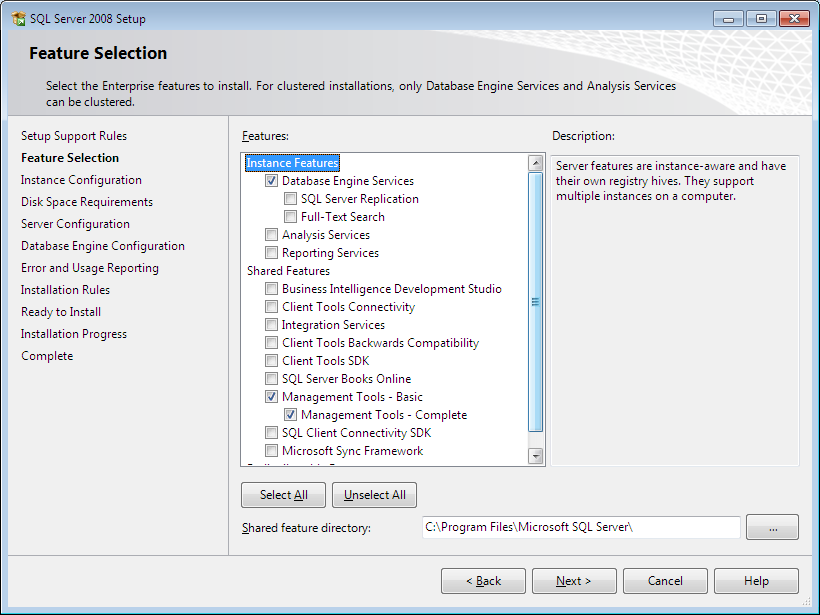 SQL Server 2008 Setup
Feature Selection
Select the Enterprise features to install. For clustered installations, only Database Engine Services and Analysis Services
can be clustered.
Setup Support Rules
Feature Selection
Instance Configuration
Disk Space Requirements
Server Configuration
Database Engine Configuration
Error and Usage Reporting
Installation Rules
Ready to Install
Installation Progress
Complete
Features:
Instance Features
Database Engine Services
SQL Server Replication
Full-Text Search
Analysis Services
Reporting Services
Shared Features
Business Intelligence Development Studio
Client Tools Connectivity
Integration Services
Client Tools Backwards Compatibility
Client Tools SDK
SQL Server Books Online
Management Tools - Basic
Management Tools - Complete
SQL Client Connectivity SDK
Microsoft Sync Framework
Description:
Server features are instance-aware and have
their own registry hives. They support
multiple instances on a computer.
Select All
Unselect All
Shared feature directory:
C:\Program Files\Microsoft SQL Server\
...
< Back
Next >
Cancel
Help